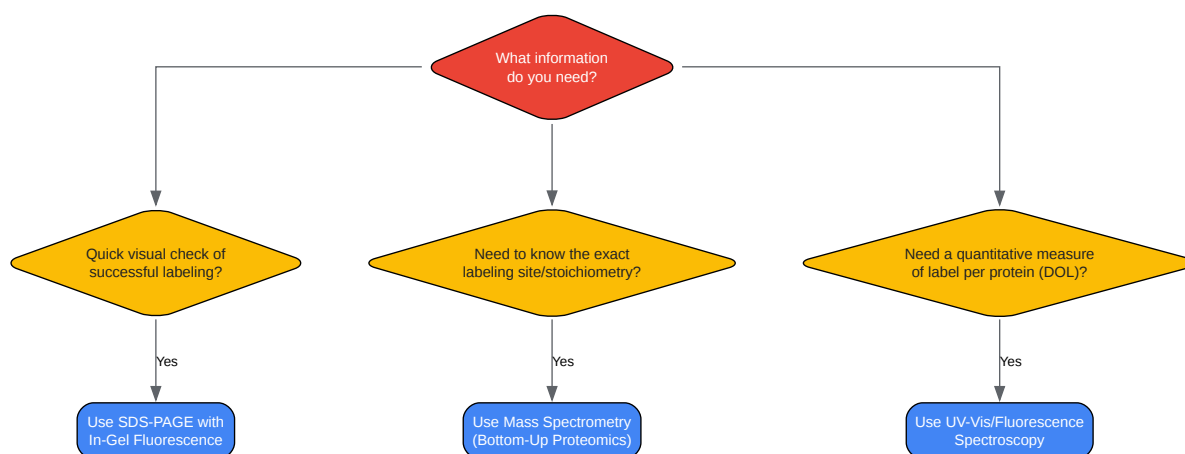 What information
do you need?
Quick visual check of
successful labeling?
Need to know the exact
labeling site/stoichiometry?
Need a quantitative measure
of label per protein (DOL)?
Yes
Yes
Yes
Use SDS-PAGE with
In-Gel Fluorescence
Use Mass Spectrometry
(Bottom-Up Proteomics)
Use UV-Vis/Fluorescence
Spectroscopy